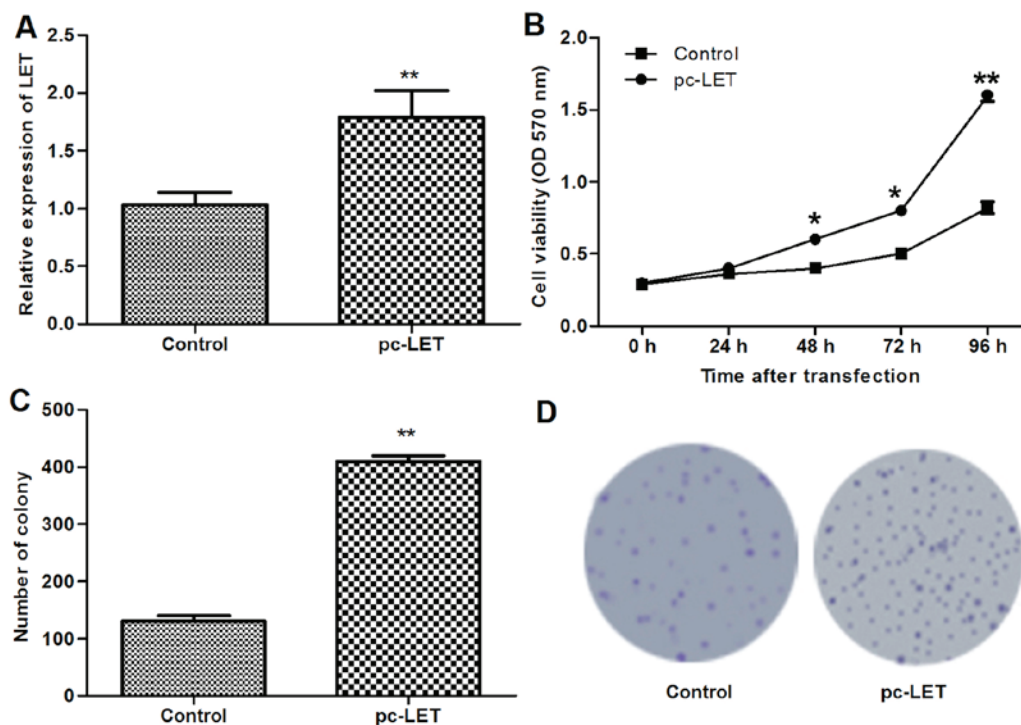 A
Relative expression of LET
2.5
2.0
1.5
1.0
0.5
0.0
**
Control
pc-LET
B
Cell viability (OD 570 nm)
2.0
1.5
1.0
0.5
0.0
Control
pc-LET
*
*
**
0 h
24 h
48 h
72 h
96 h
Time after transfection
C
Number of colony
500
400
300
200
100
0
**
Control
pc-LET
D
Control
pc-LET